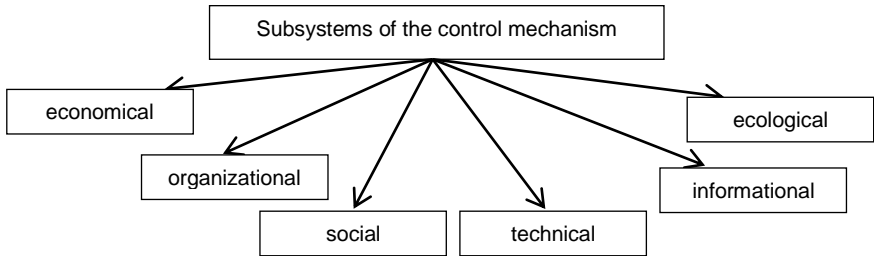 Subsystems of the control mechanism
economical
ecological
organizational
informational
social
technical